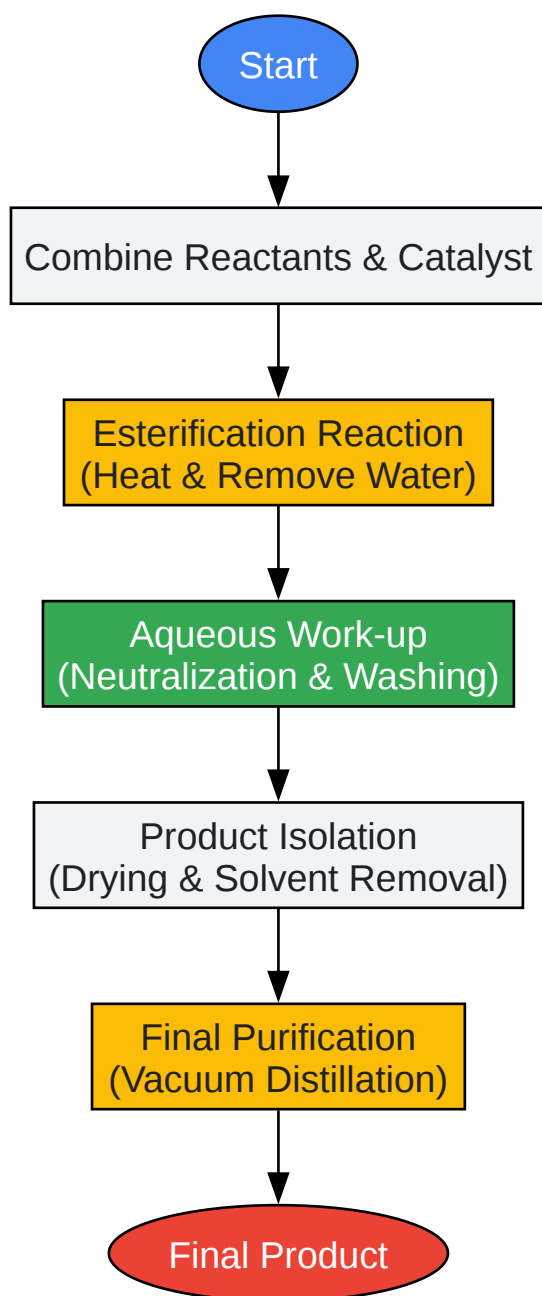 Start
Combine Reactants & Catalyst
Esterification Reaction
(Heat & Remove Water)
Aqueous Work-up
(Neutralization & Washing)
Product Isolation
(Drying & Solvent Removal)
Final Purification
(Vacuum Distillation)
Final Product